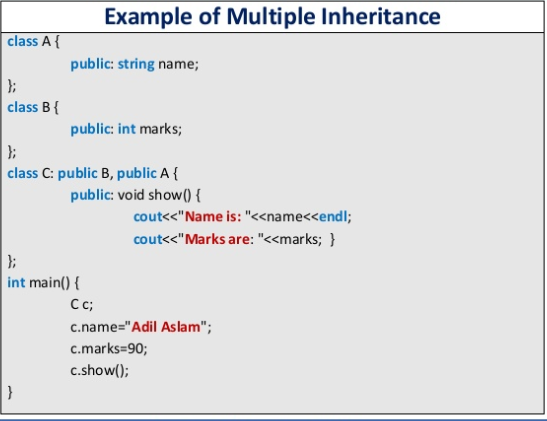 Example of Multiple Inheritance
class A {
public: string name;
};
class B {
public: int marks;
};
class C: public B, public A {
public: void show() {
cout<<"Name is: "<<name<<endl;
cout<<"Marks are: "<<marks; }
};
int main() {
C c;
c.name="Adil Aslam";
c.marks=90;
c.show();
}